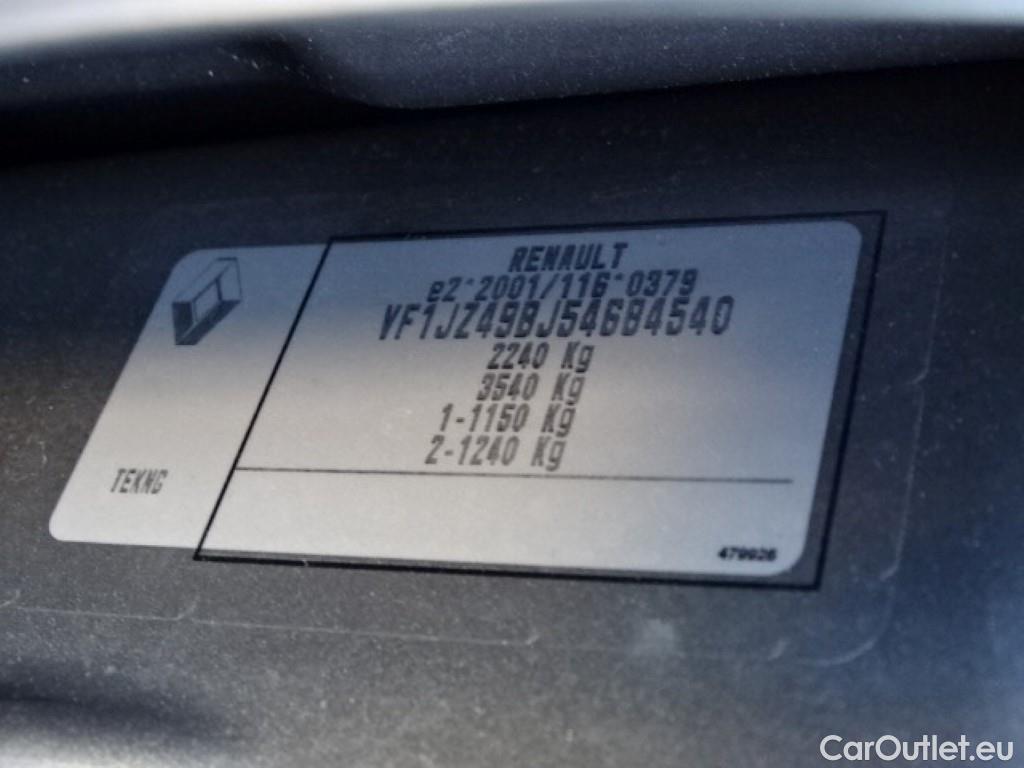 RENAULT
e2*2001/116*0379
VF1JZ49BJ54684540
2240 Kg
3540 Kg
1-1150 Kg
2-1240 Kg
TEKNG
479926
CarOutlet.eu